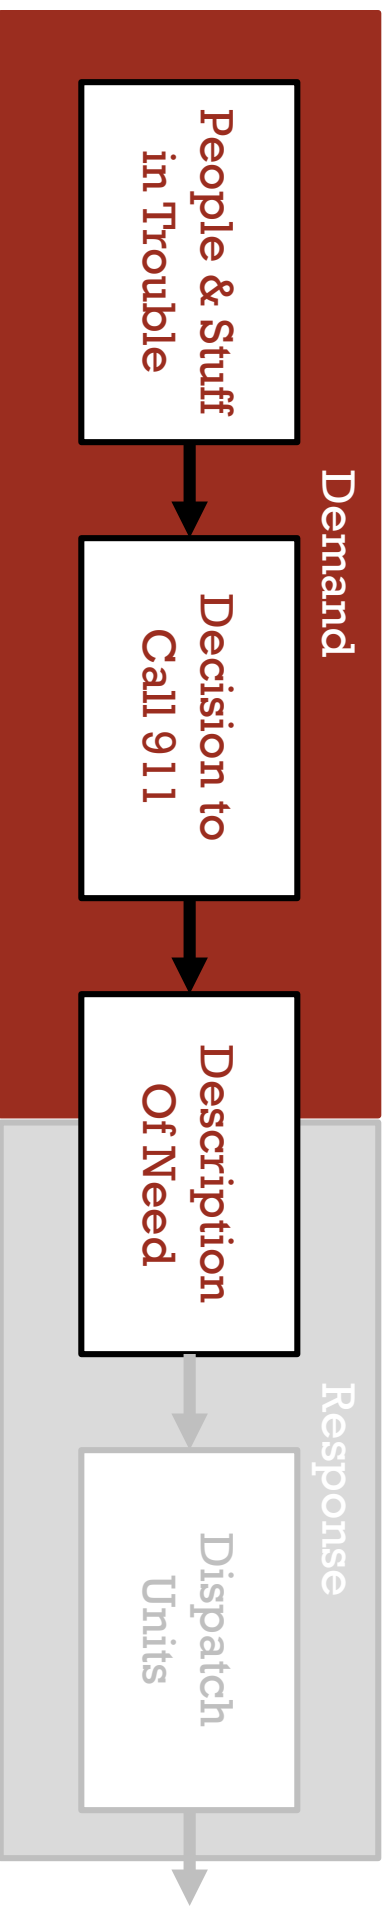 Demand
People & Stuff
in Trouble
Decision to
Call 911
Description
Of Need
Response
Dispatch
Units